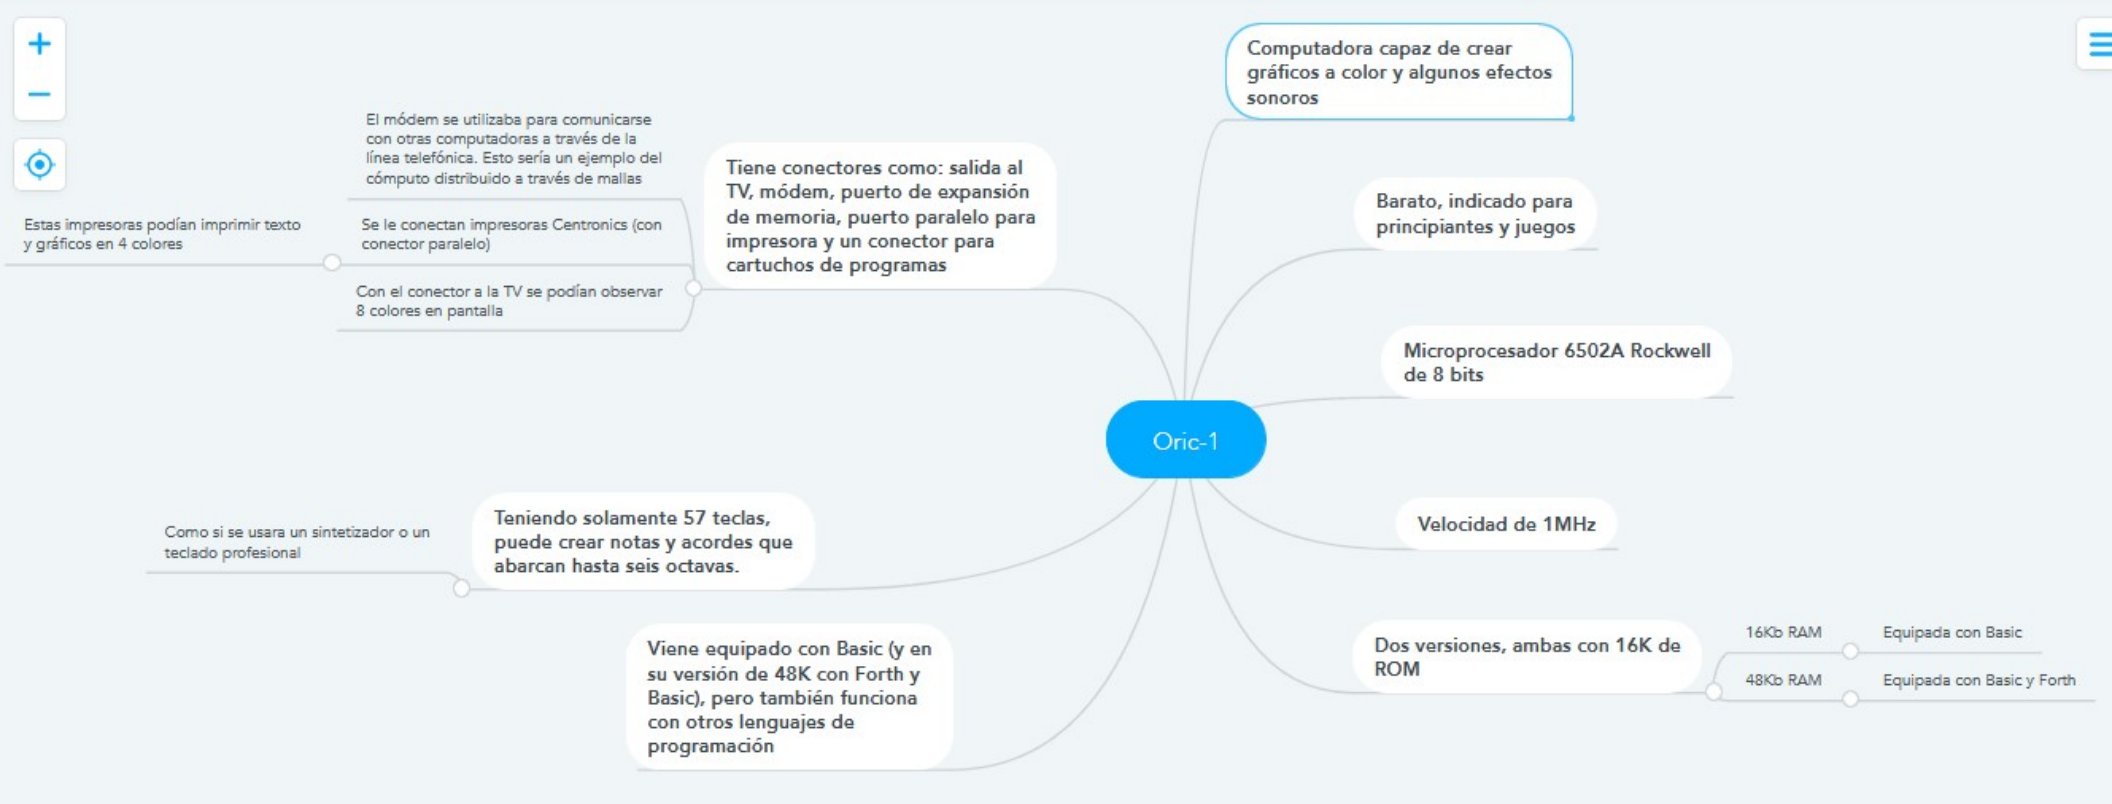 Computadora capaz de crear
gráficos a color y algunos efectos
sonoros
El módem se utilizaba para comunicarse
con otras computadoras a través de la
línea telefónica. Esto sería un ejemplo del
cómputo distribuido a través de mallas
Tiene conectores como: salida al
TV, módem, puerto de expansión
de memoria, puerto paralelo para
impresora y un conector para
cartuchos de programas
Estas impresoras podían imprimir texto
y gráficos en 4 colores
Se le conectan impresoras Centronics (con
conector paralelo)
Con el conector a la TV se podían observar
8 colores en pantalla
Barato, indicado para
principiantes y juegos
Microprocesador 6502A Rockwell
de 8 bits
Oric-1
Velocidad de 1MHz
Como si se usara un sintetizador o un
teclado profesional
Teniendo solamente 57 teclas,
puede crear notas y acordes que
abarcan hasta seis octavas.
Viene equipado con Basic (y en
su versión de 48K con Forth y
Basic), pero también funciona
con otros lenguajes de
programación
Dos versiones, ambas con 16K de
ROM
16Kb RAM
Equipada con Basic
48Kb RAM
Equipada con Basic y Forth